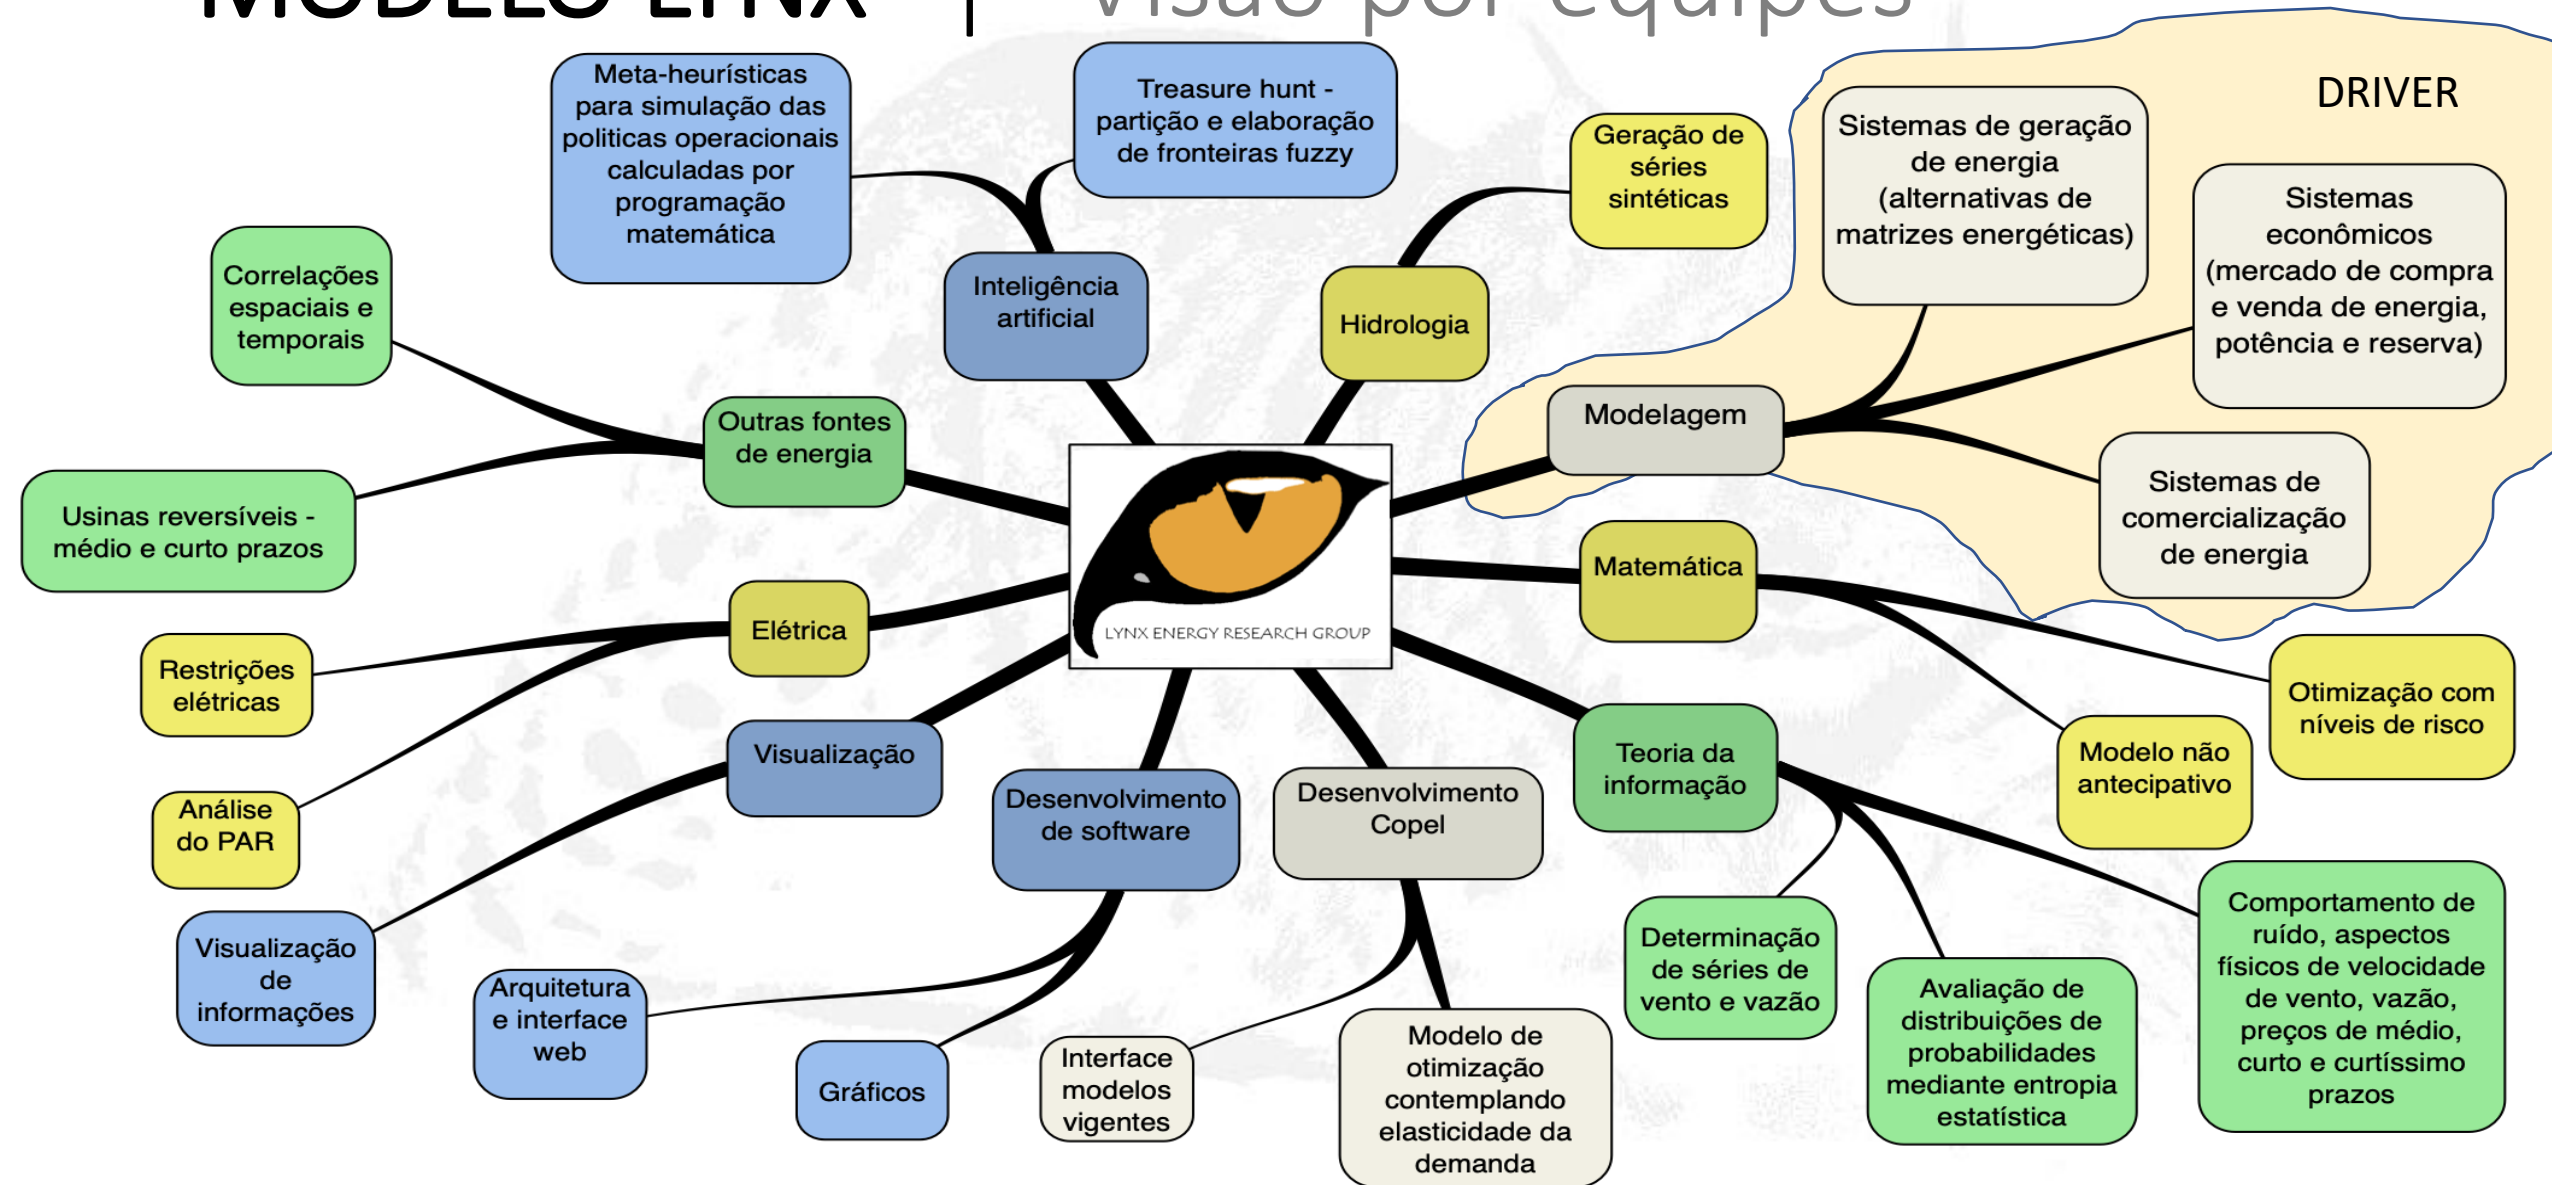 MODELO LYNX | Visão por equipes
Meta-heurísticas
para simulação das
politicas operacionais
calculadas por
programação
matemática
Treasure hunt -
partição e elaboração
de fronteiras fuzzy
Geração de
séries
sintéticas
DRIVER
Sistemas de geração
de energia
(alternativas de
matrizes energéticas)
Sistemas
econômicos
(mercado de compra
e venda de energia,
potência e reserva)
Correlações
espaciais e
temporais
Inteligência
artificial
Hidrologia
Modelagem
Outras fontes
de energia
Sistemas de
comercialização
de energia
Usinas reversíveis -
médio e curto prazos
Matemática
LYNX ENERGY RESEARCH GROUP
Elétrica
Restrições
elétricas
Otimização com
níveis de risco
Modelo não
antecipativo
Visualização
Teoria da
informação
Desenvolvimento
de software
Desenvolvimento
Copel
Análise
do PAR
Visualização
de
informações
Arquitetura
e interface
web
Gráficos
Interface
modelos
vigentes
Modelo de
otimização
contemplando
elasticidade da
demanda
Determinação
de séries de
vento e vazão
Avaliação de
distribuições de
probabilidades
mediante entropia
estatística
Comportamento de
ruído, aspectos
físicos de velocidade
de vento, vazão,
preços de médio,
curto e curtíssimo
prazos